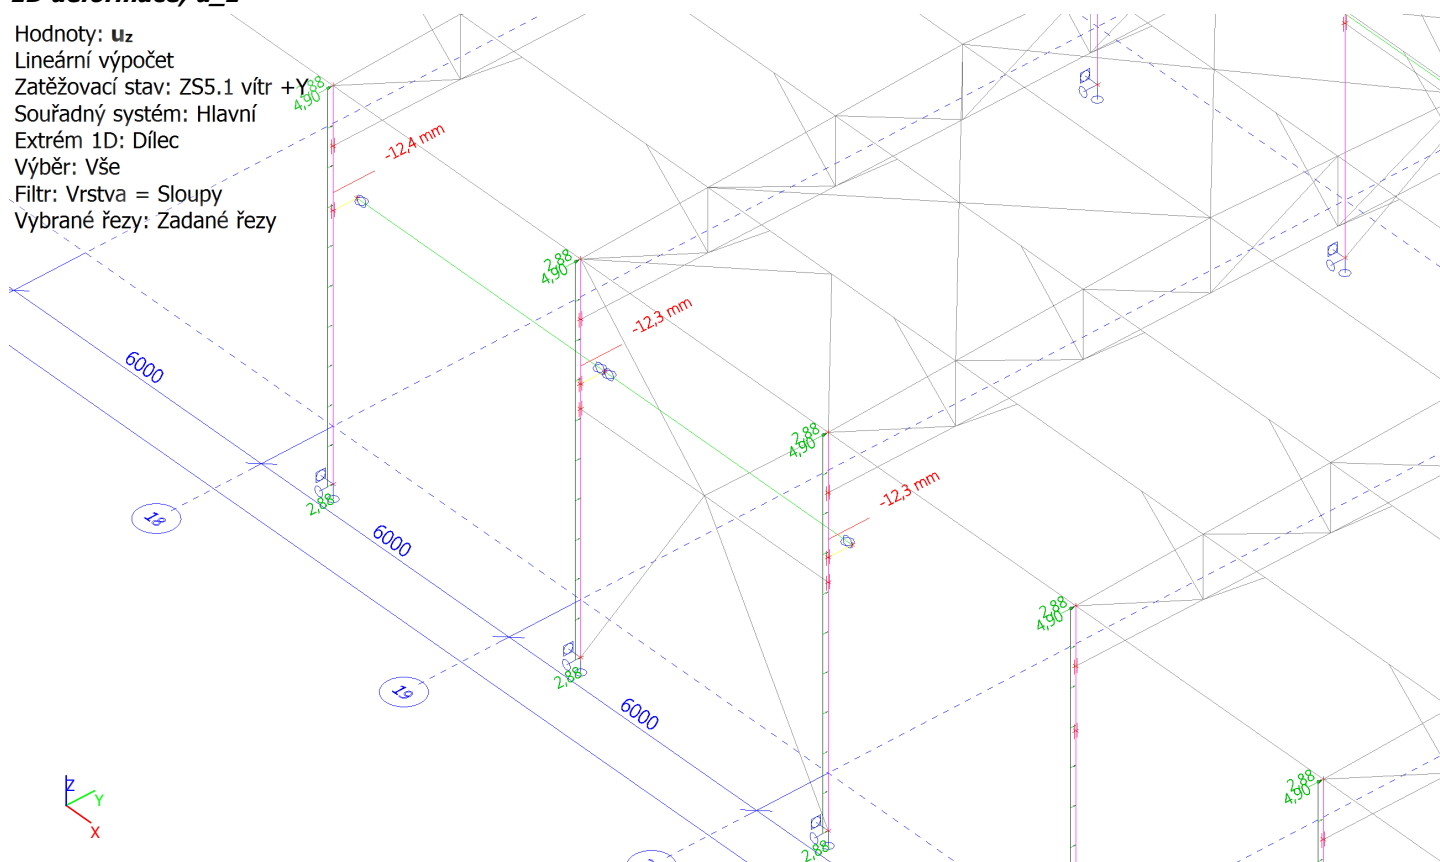 Hodnoty: uz
Lineární výpočet
Zatěžovací stav: ZS5.1 vítr +Y
Souřadný systém: Hlavní
Extrém 1D: Dílec
Výběr: Vše
Filtr: Vrstva = Sloupy
Vybrané řezy: Zadané řezy
2,88
4,90
-12,4 mm
2,88
4,90
-12,3 mm
6000
2,88
4,90
-12,3 mm
2,88
18
6000
2,88
4,90
2,88
19
6000
2,88
4,90
Z
Y
X
2,88